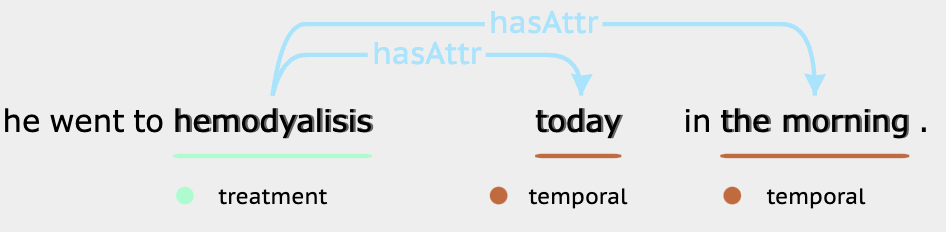 hasAttr
hasAttr
he went to hemodyalisis today in the morning .
treatment temporal temporal